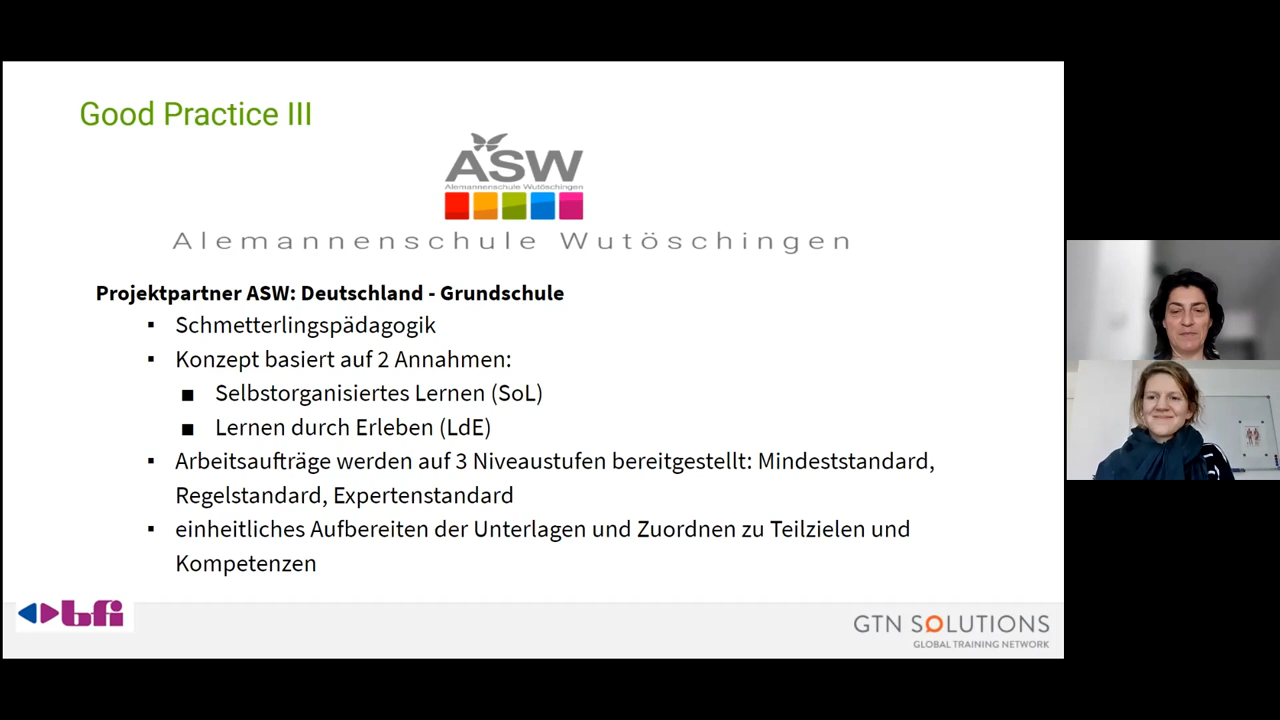 Good Practice III
ASW
Alemannenschule Wutöschingen
Alemannenschule Wutöschingen
Projektpartner ASW: Deutschland - Grundschule
▪ Schmetterlingspädagogik
▪ Konzept basiert auf 2 Annahmen:
■ Selbstorganisiertes Lernen (SoL)
■ Lernen durch Erleben (LdE)
▪ Arbeitsaufträge werden auf 3 Niveaustufen bereitgestellt: Mindeststandard,
Regelstandard, Expertenstandard
▪ einheitliches Aufbereiten der Unterlagen und Zuordnen zu Teilzielen und
Kompetenzen
bfi
GTN SOLUTIONS
GLOBAL TRAINING NETWORK